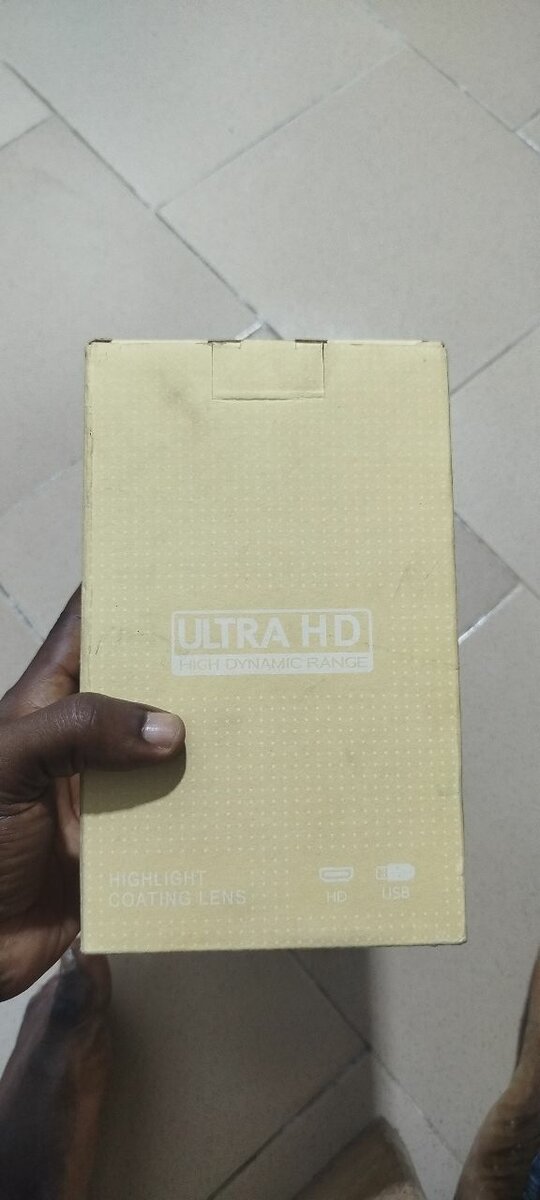 ULTRA HD
HIGH DYNAMIC RANGE
HIGHLIGHT
COATING LENS
HD
USB